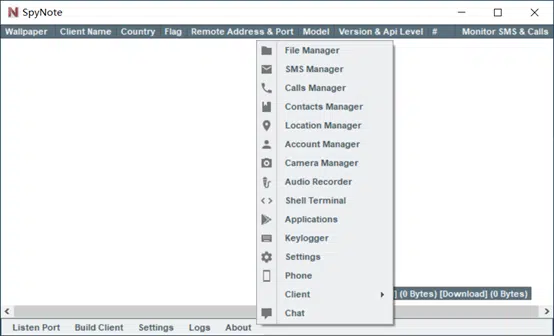 SpyNote
Wallpaper Client Name Country Flag Remote Address & Port Model Version & Api Level # Monitor SMS & Calls
File Manager
SMS Manager
Calls Manager
Contacts Manager
Location Manager
Account Manager
Camera Manager
Audio Recorder
Shell Terminal
Applications
Keylogger
Settings
Phone
Client
] (0 Bytes) [Download] (0 Bytes)
Chat
Listen Port Build Client Settings Logs About